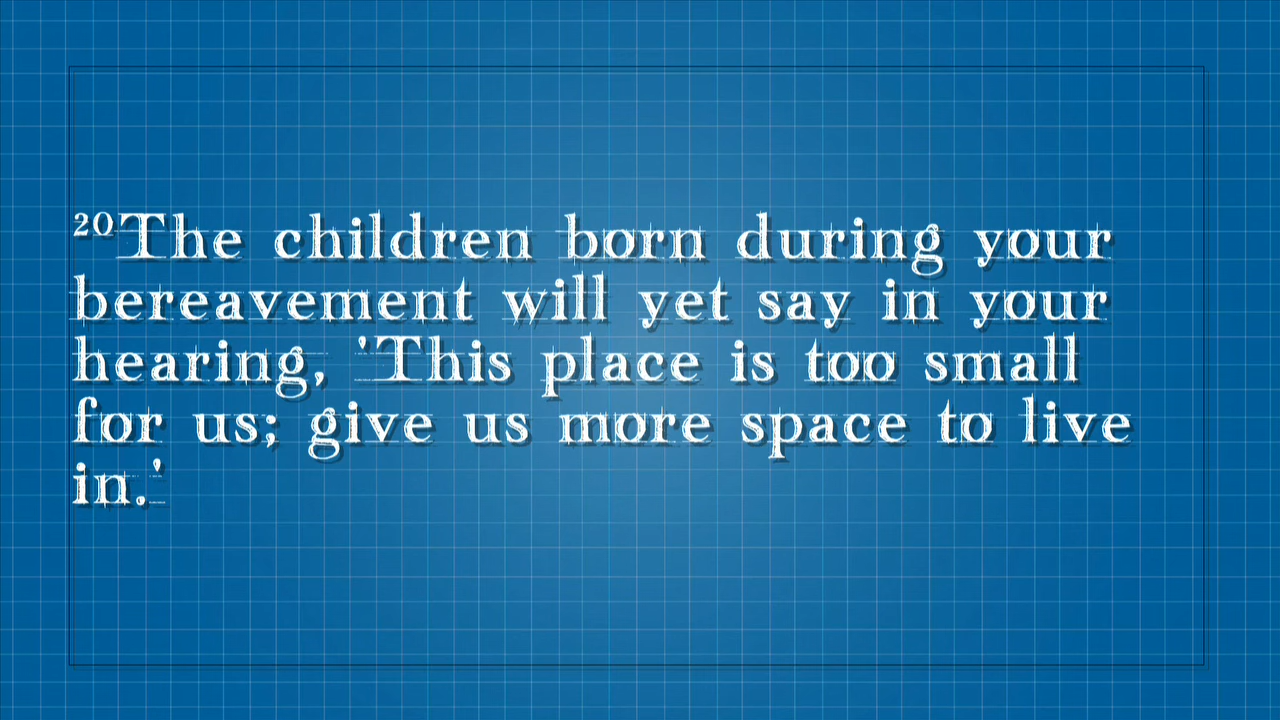 ²⁰The children born during your
bereavement will yet say in your
hearing, 'This place is too small
for us; give us more space to live
in.'